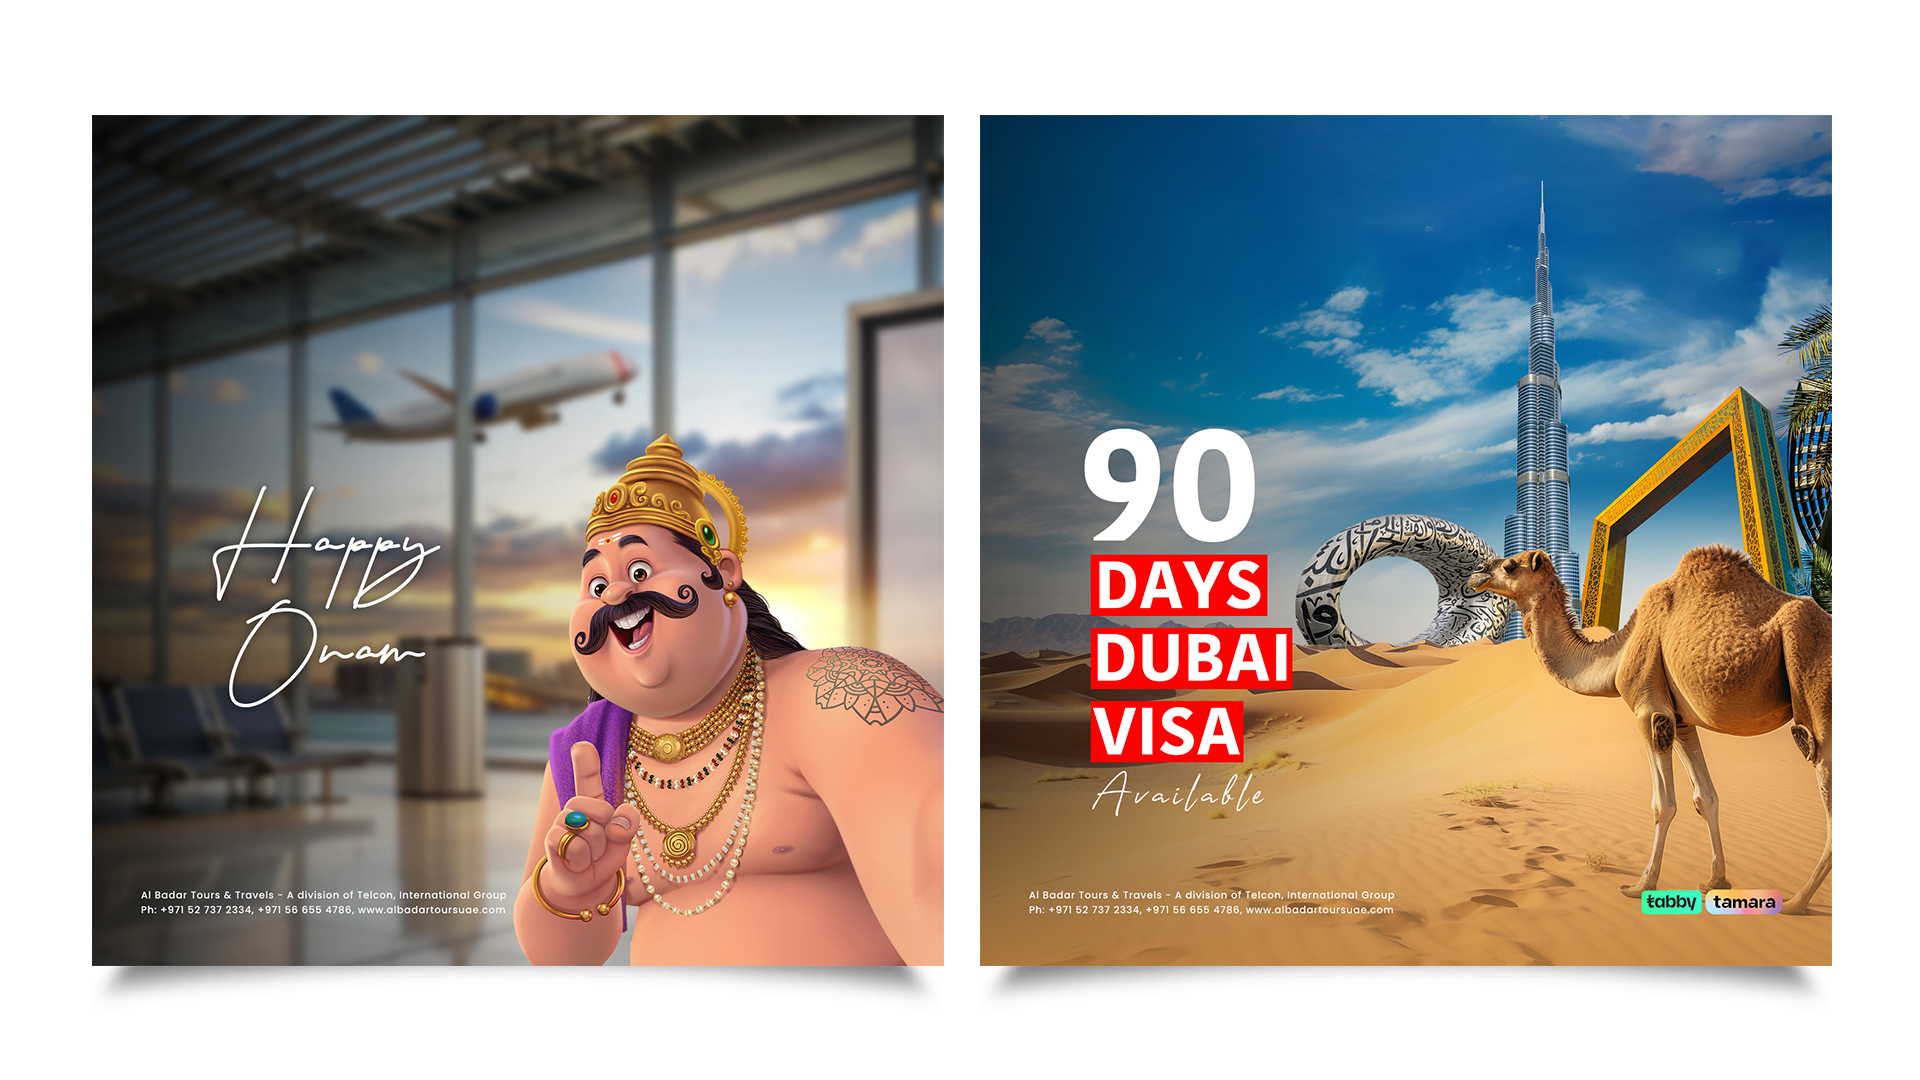 Happy
Onam
Al Badar Tours & Travels - A division of Telcon, International Group
Ph: +971 52 737 2334, +971 56 655 4786, www.albadartoursuae.com
90
DAYS
DUBAI
VISA
Available
Al Badar Tours & Travels - A division of Telcon, International Group
Ph: +971 52 737 2334, +971 56 655 4786, www.albadartoursuae.com
tabby tamara